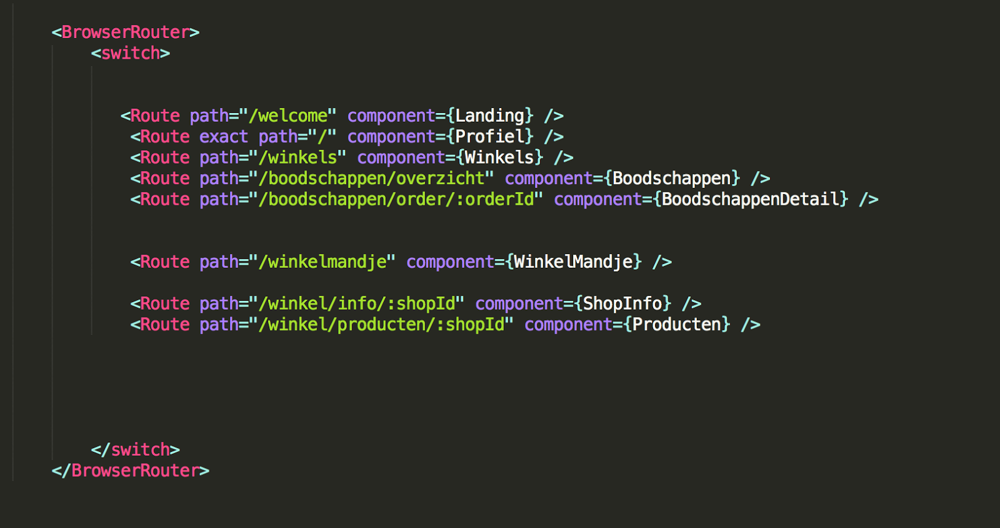 <BrowserRouter>
<switch>
<Route path="/welcome" component={Landing} />
<Route exact path="/" component={Profiel} />
<Route path="/winkels" component={Winkels} />
<Route path="/boodschappen/overzicht" component={Boodschappen} />
<Route path="/boodschappen/order/:orderId" component={BoodschappenDetail} />
<Route path="/winkelmandje" component={WinkelMandje} />
<Route path="/winkel/info/:shopId" component={ShopInfo} />
<Route path="/winkel/producten/:shopId" component={Producten} />
</switch>
</BrowserRouter>